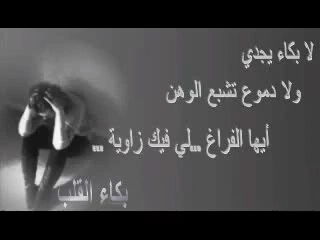 لا بكاء يجدي
ولا دموع تشبع الوهن
أيها الفراغ ...لي فيك زاوية ...
بكاء القلب